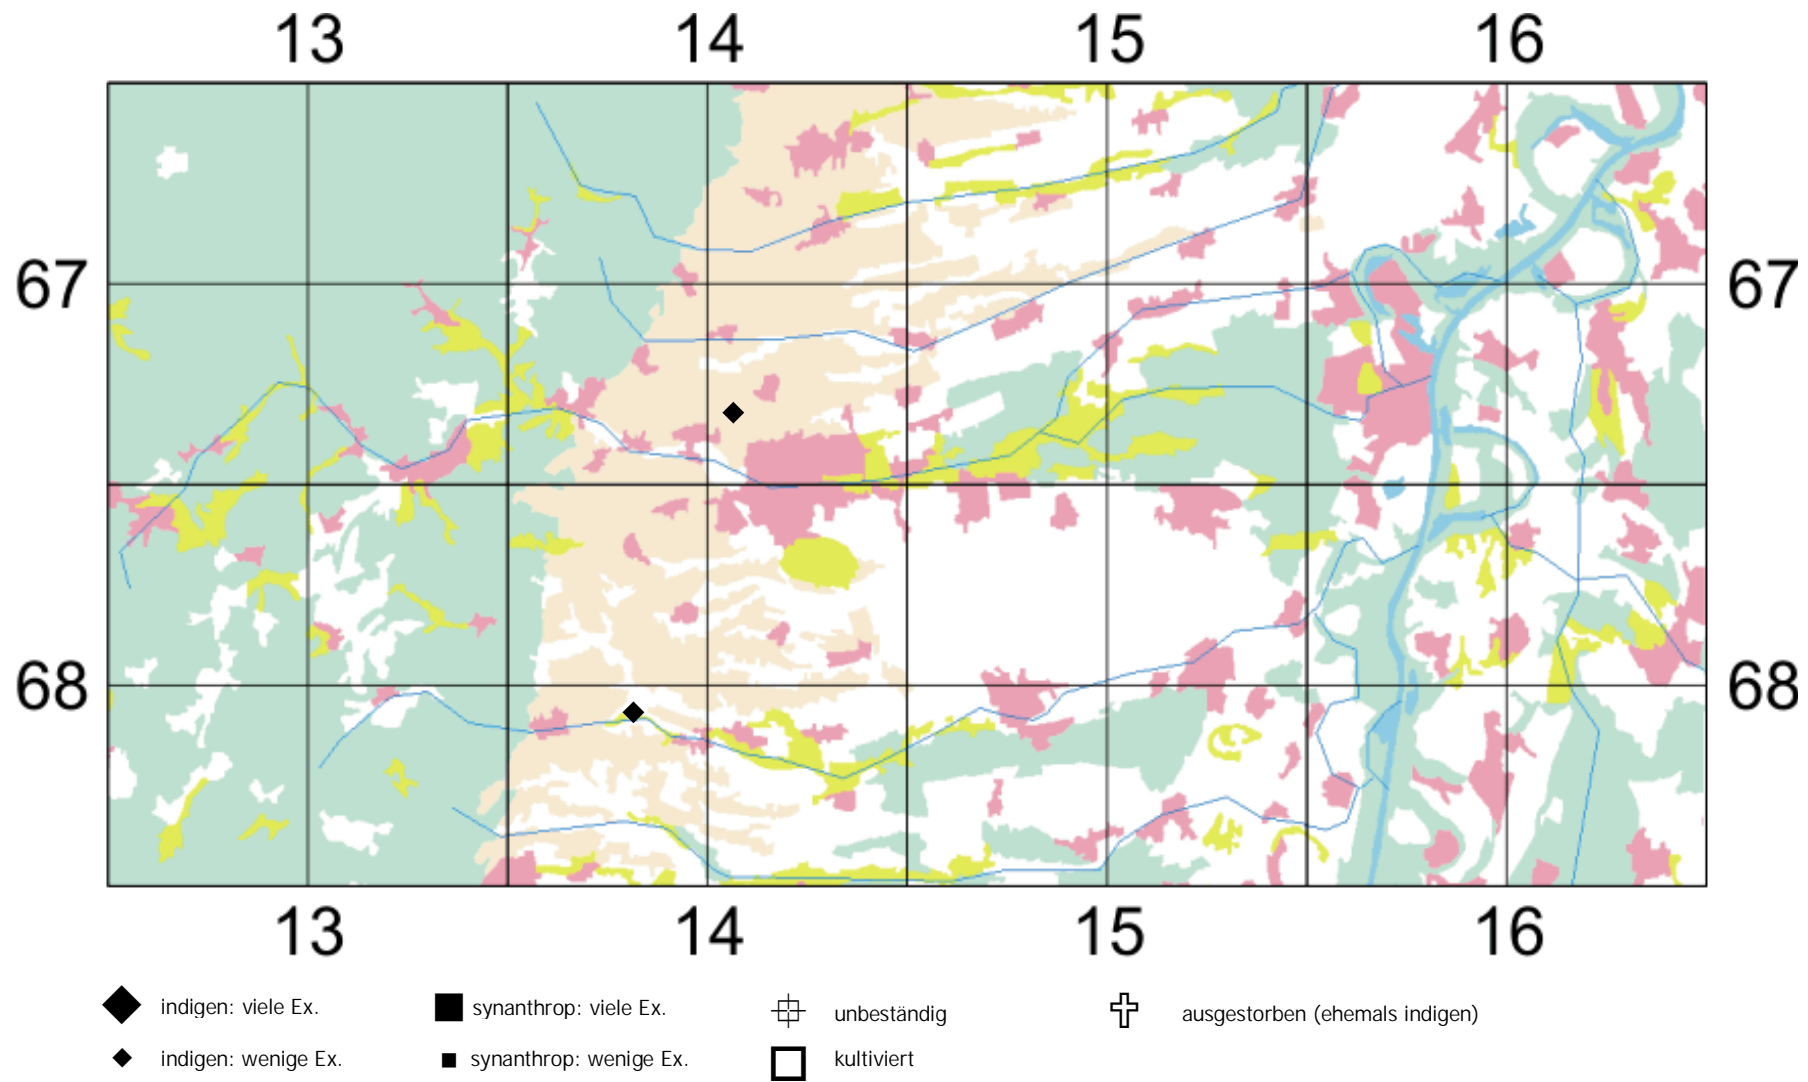 13 14 15 16
67 67
68 68
13 14 15 16
indigen: viele Ex. synanthrop: viele Ex. unbeständig ausgestorben (ehemals indigen)
indigen: wenige Ex. synanthrop: wenige Ex. kultiviert